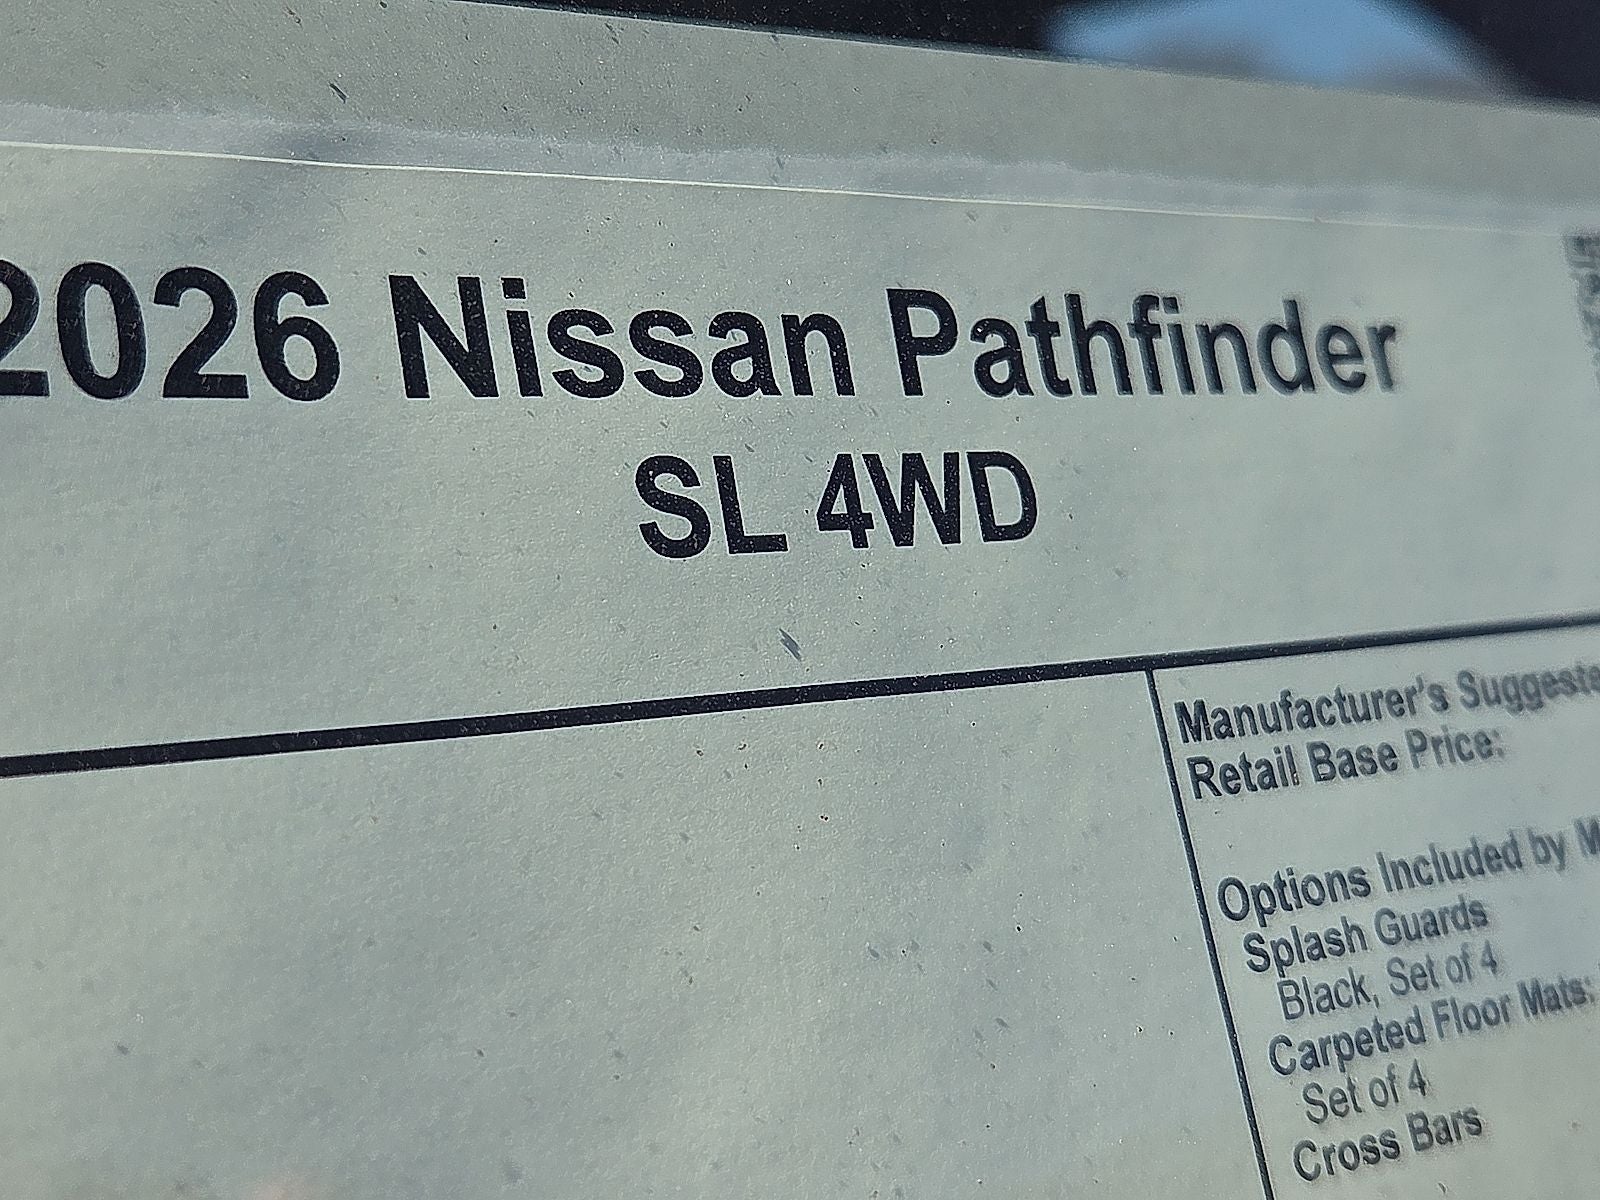 2026 Nissan Pathfinder
SL 4WD
Manufacturer's
Retail Base Price:
Options Included by
Splash Guards
Black, Set of 4
Carpeted Floor Mats:
Set of 4
Cross Bars